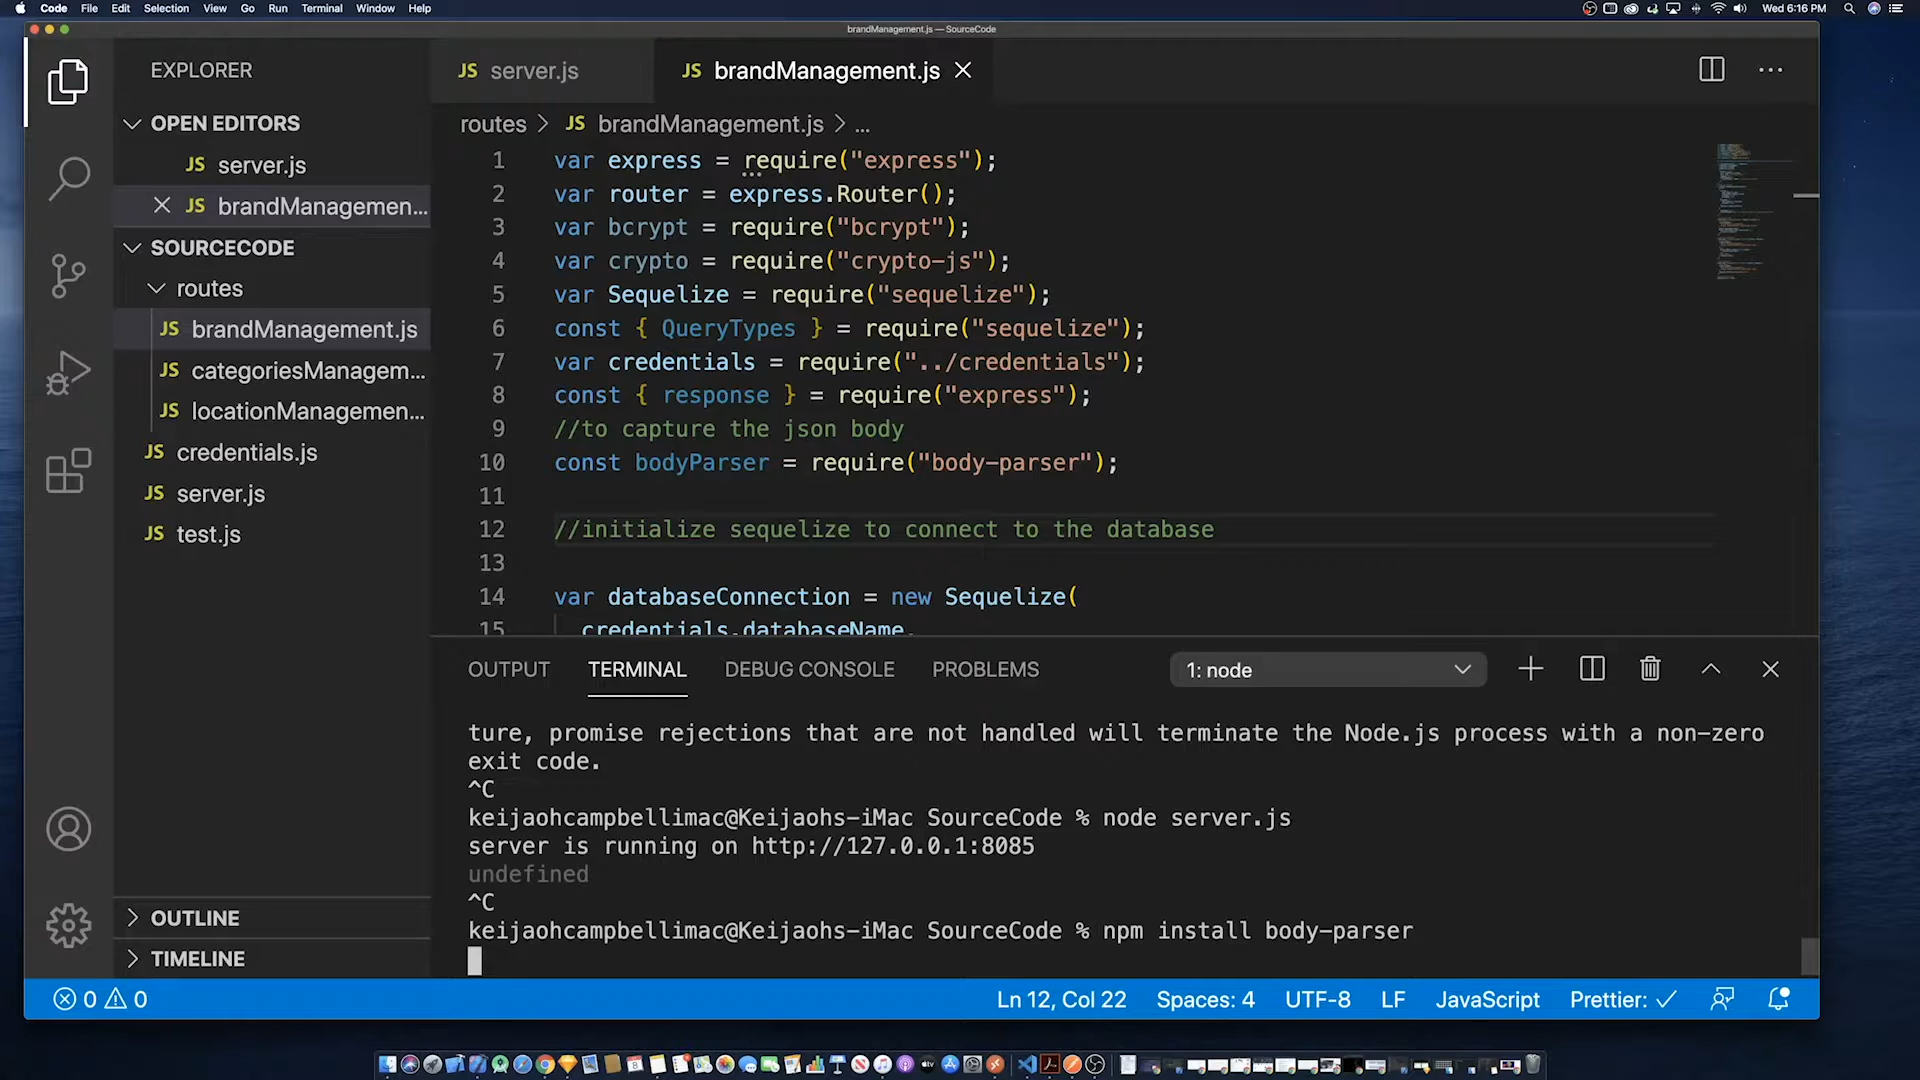 Code File Edit Selection View Go Run Terminal Window Help
Wed 6:16 PM
brandManagement.js — SourceCode
EXPLORER
JS server.js
JS brandManagement.js
OPEN EDITORS
JS server.js
JS brandManagemen...
SOURCECODE
routes
JS brandManagement.js
JS categoriesManagem...
JS locationManagemen...
JS credentials.js
JS server.js
JS test.js
OUTLINE
TIMELINE
routes > JS brandManagement.js > ...
1 var express = require("express");
2 var router = express.Router();
3 var bcrypt = require("bcrypt");
4 var crypto = require("crypto-js");
5 var Sequelize = require("sequelize");
6 const { QueryTypes } = require("sequelize");
7 var credentials = require("../credentials");
8 const { response } = require("express");
9 //to capture the json body
10 const bodyParser = require("body-parser");
11
12 //initialize sequelize to connect to the database
13
14 var databaseConnection = new Sequelize(
15 credentials.databaseName,
OUTPUT TERMINAL DEBUG CONSOLE PROBLEMS
1: node
ture, promise rejections that are not handled will terminate the Node.js process with a non-zero
exit code.
^C
keijaohcampbellimac@Keijaohs-iMac SourceCode % node server.js
server is running on http://127.0.0.1:8085
undefined
^C
keijaohcampbellimac@Keijaohs-iMac SourceCode % npm install body-parser
0 0
Ln 12, Col 22 Spaces: 4 UTF-8 LF JavaScript Prettier: ✓